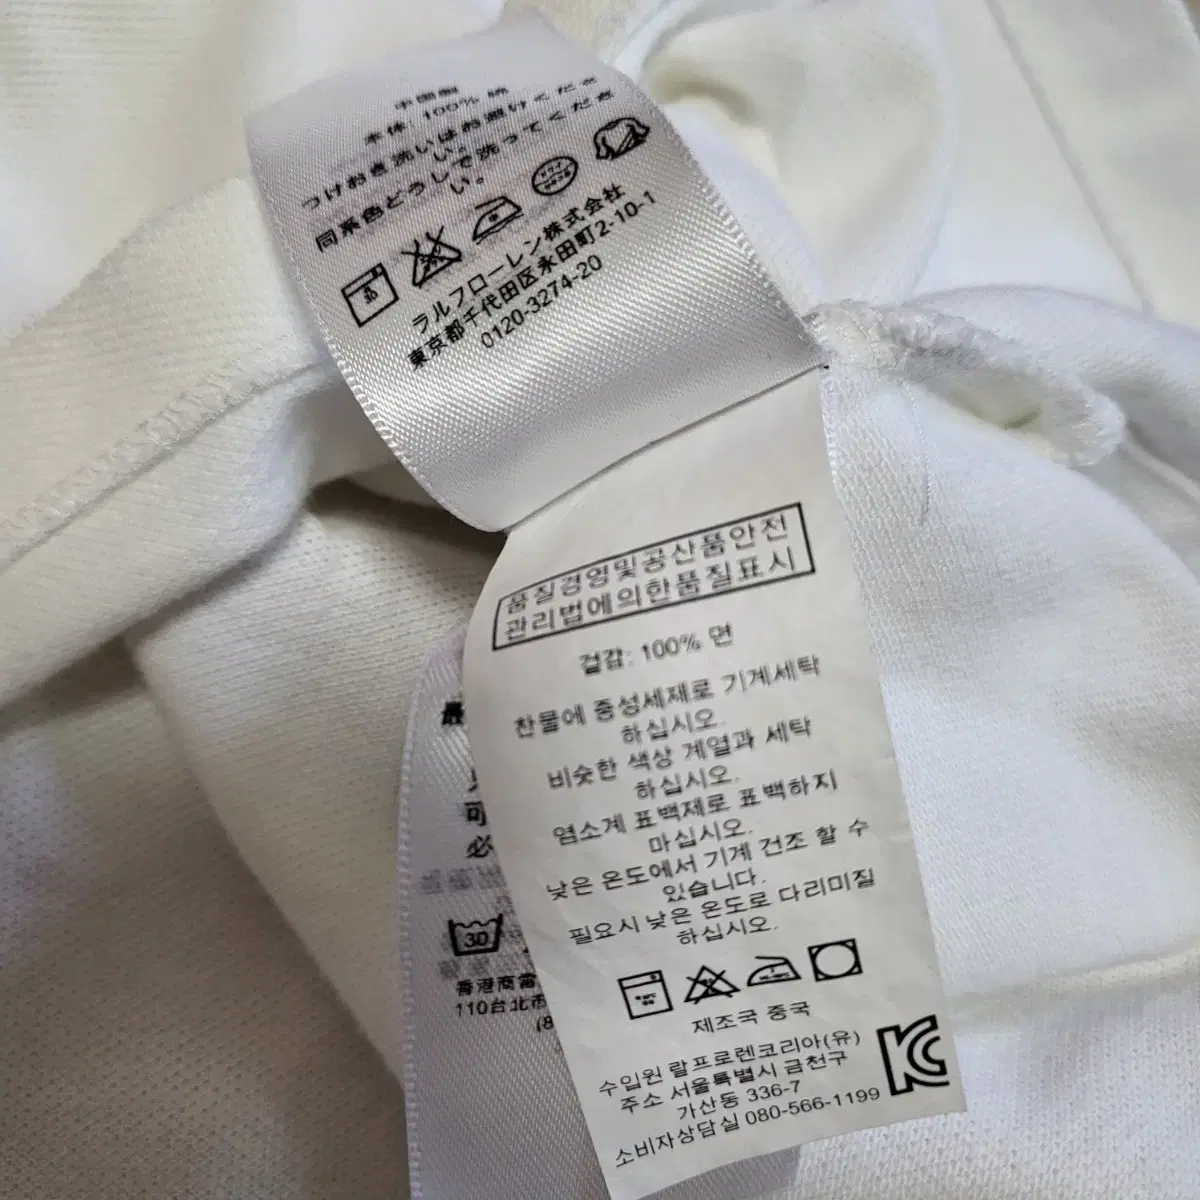 中国製
本体: 100% 綿
つけおき洗いはお避けくださ
い。
同系色どうしで洗ってくださ
い。
ラルフローレン株式会社
東京都千代田区永田町2-10-1
0120-3274-20
품질경영및공산품안전
관리법에의한품질표시
겉감: 100% 면
찬물에 중성세제로 기계세탁
하십시오.
비슷한 색상 계열과 세탁
하십시오.
염소계 표백제로 표백하지
마십시오.
낮은 온도에서 기계 건조 할 수
있습니다.
필요시 낮은 온도로 다리미질
하십시오.
제조국 중국
수입원 랄프로렌코리아(유)
주소 서울특별시 금천구
가산동 336-7
소비자상담실 080-566-1199
最
可
必
30
香港商雷
110台北市
(8